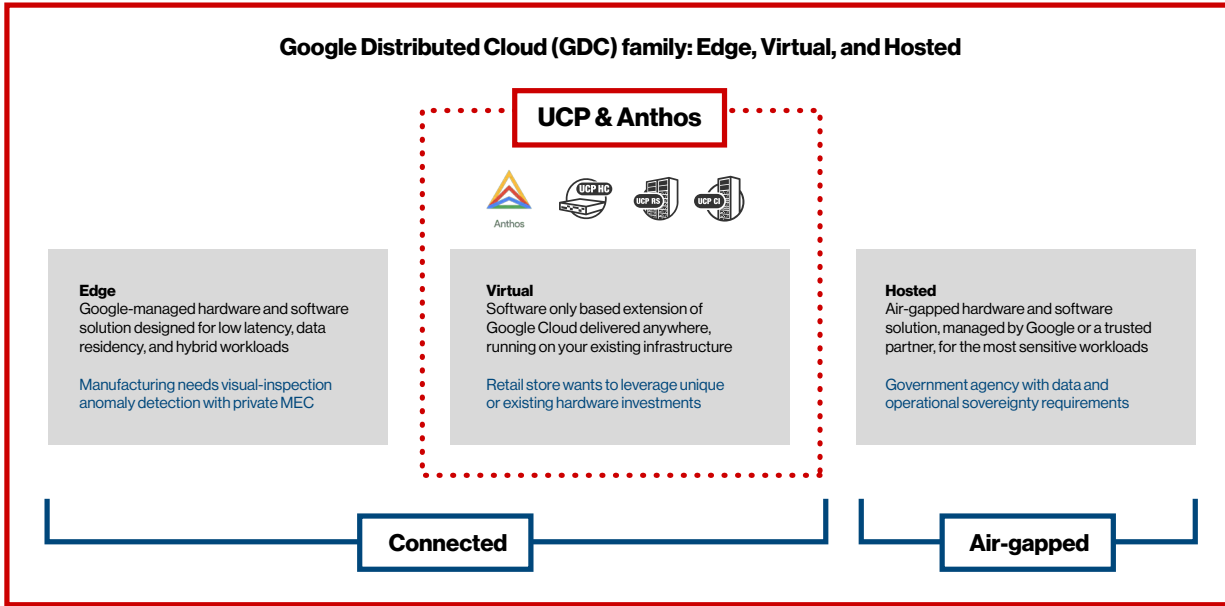 Google Distributed Cloud (GDC) family: Edge, Virtual, and Hosted
UCP & Anthos
Anthos
UCP HC
UCP RS
UCP CI
Edge
Google-managed hardware and software
solution designed for low latency, data
residency, and hybrid workloads
Manufacturing needs visual-inspection
anomaly detection with private MEC
Virtual
Software only based extension of
Google Cloud delivered anywhere,
running on your existing infrastructure
Retail store wants to leverage unique
or existing hardware investments
Hosted
Air-gapped hardware and software
solution, managed by Google or a trusted
partner, for the most sensitive workloads
Government agency with data and
operational sovereignty requirements
Connected
Air-gapped